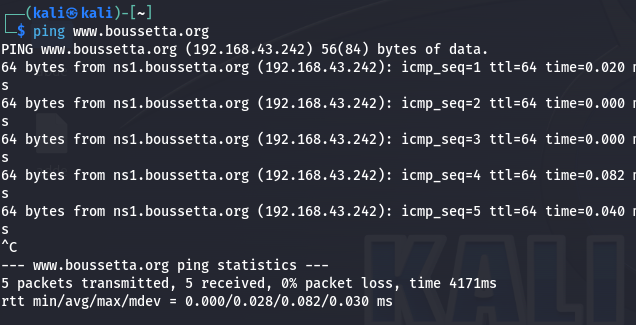 ┌──(kali㉿kali)-[~]
└─$ ping www.boussetta.org
PING www.boussetta.org (192.168.43.242) 56(84) bytes of data.
64 bytes from ns1.boussetta.org (192.168.43.242): icmp_seq=1 ttl=64 time=0.020 m
s
64 bytes from ns1.boussetta.org (192.168.43.242): icmp_seq=2 ttl=64 time=0.000 m
s
64 bytes from ns1.boussetta.org (192.168.43.242): icmp_seq=3 ttl=64 time=0.000 m
s
64 bytes from ns1.boussetta.org (192.168.43.242): icmp_seq=4 ttl=64 time=0.082 m
s
64 bytes from ns1.boussetta.org (192.168.43.242): icmp_seq=5 ttl=64 time=0.040 m
s
^C
--- www.boussetta.org ping statistics ---
5 packets transmitted, 5 received, 0% packet loss, time 4171ms
rtt min/avg/max/mdev = 0.000/0.028/0.082/0.030 ms
KALI